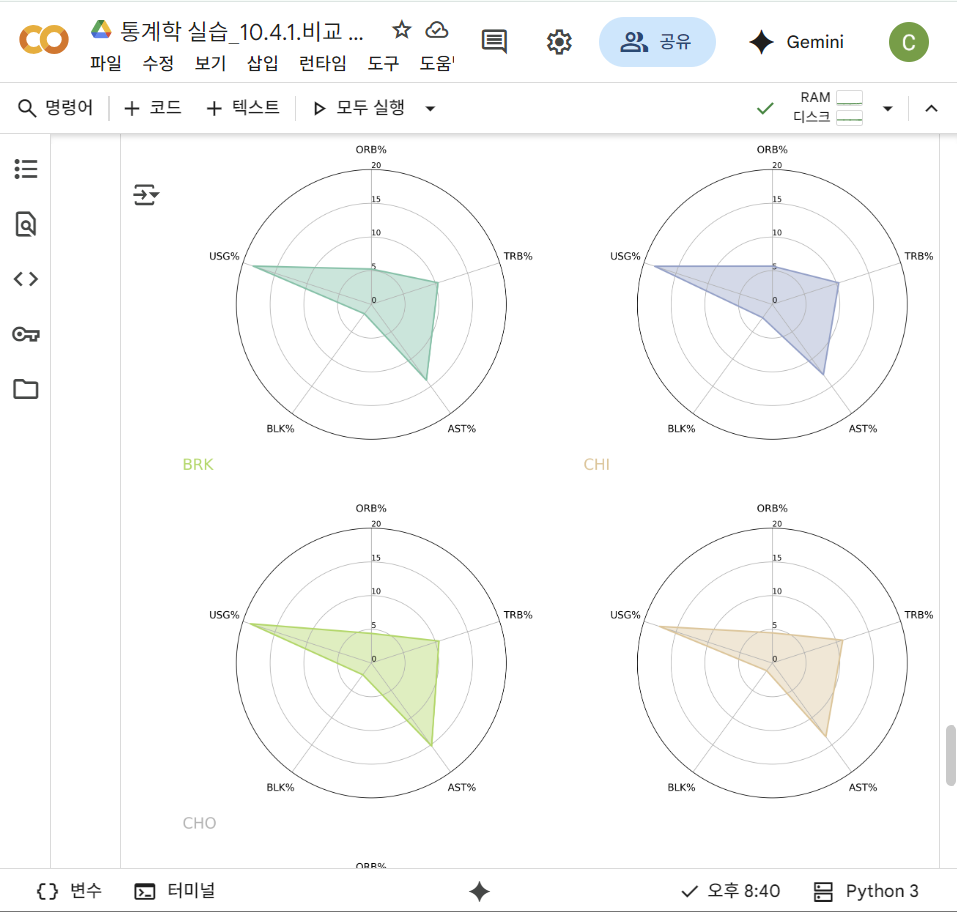 통계학 실습_10.4.1.비교 ...
공유
Gemini
C
파일 수정 보기 삽입 런타임 도구 도움
명령어 + 코드 + 텍스트 모두 실행
RAM
디스크
ORB% ORB%
20 20
15 15
10 10
USG% TRB% USG% TRB%
5 5
0 0
BLK% AST% BLK% AST%
BRK CHI
ORB% ORB%
20 20
15 15
10 10
USG% TRB% USG% TRB%
5 5
0 0
BLK% AST% BLK% AST%
CHO
ORB%
변수 터미널 오후 8:40 Python 3